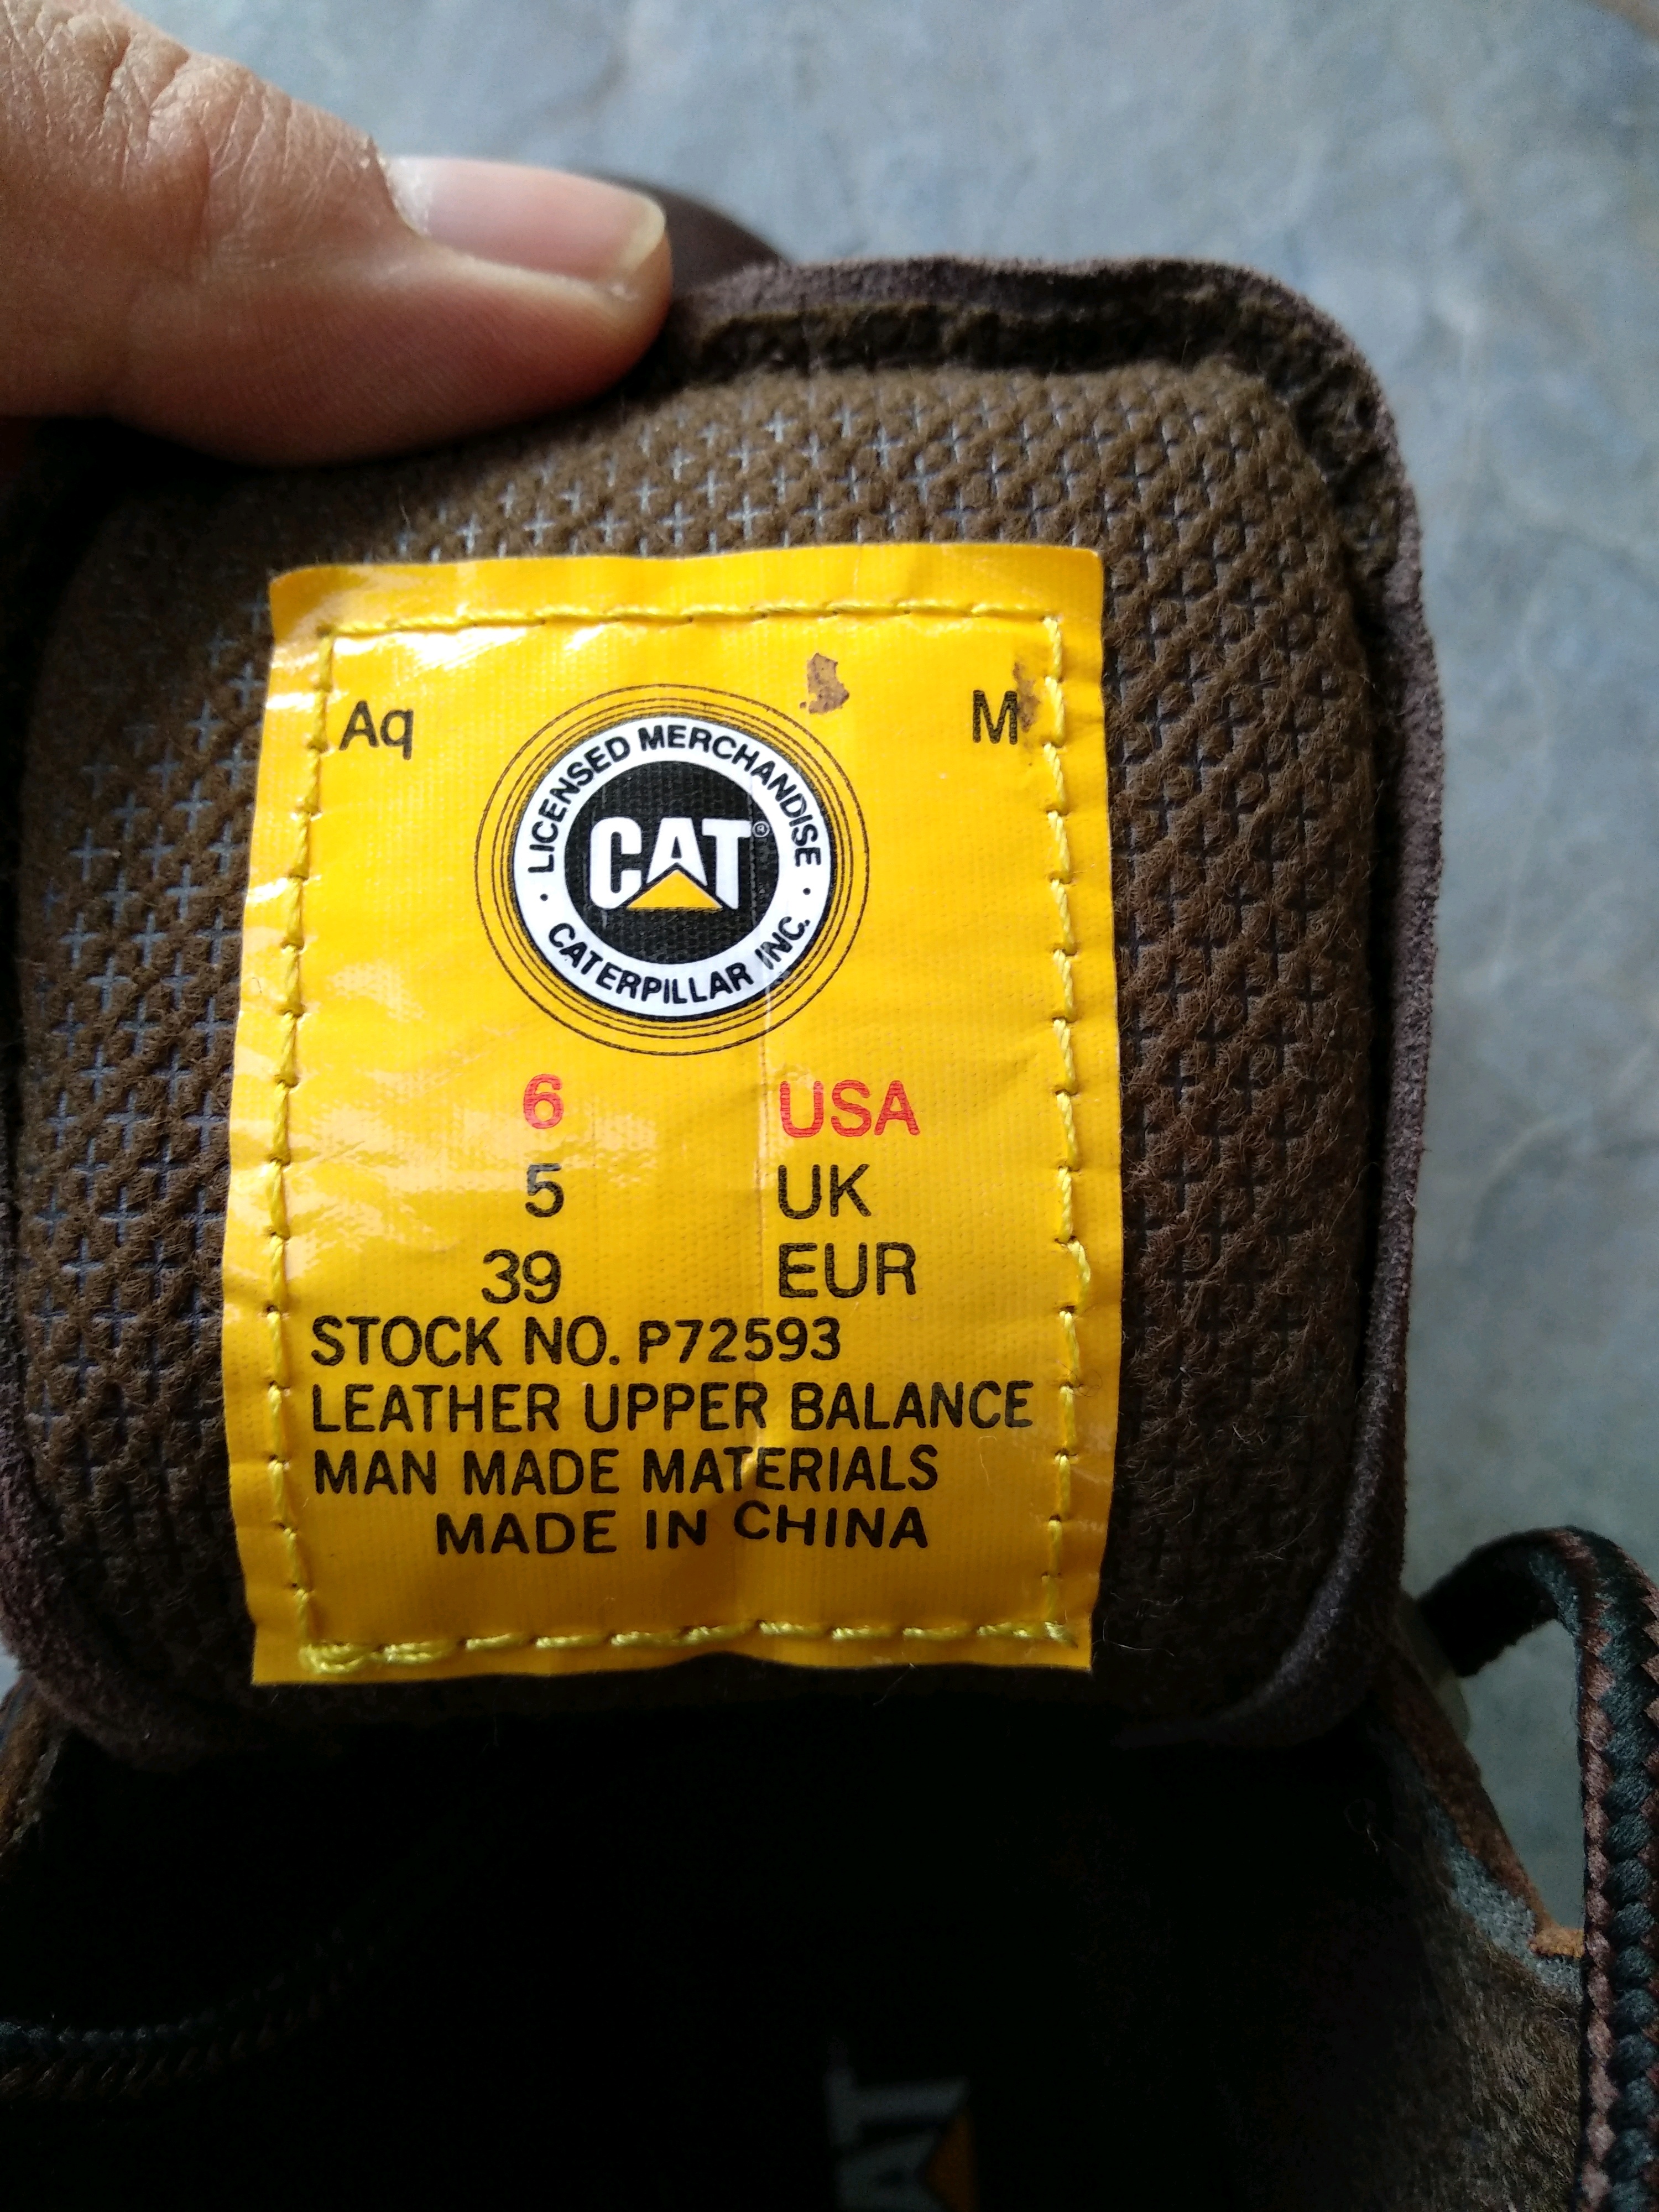 Aq M
LICENSED MERCHANDISE
CAT®
· CATERPILLAR INC. ·
6 USA
5 UK
39 EUR
STOCK NO. P72593
LEATHER UPPER BALANCE
MAN MADE MATERIALS
MADE IN CHINA
CAT